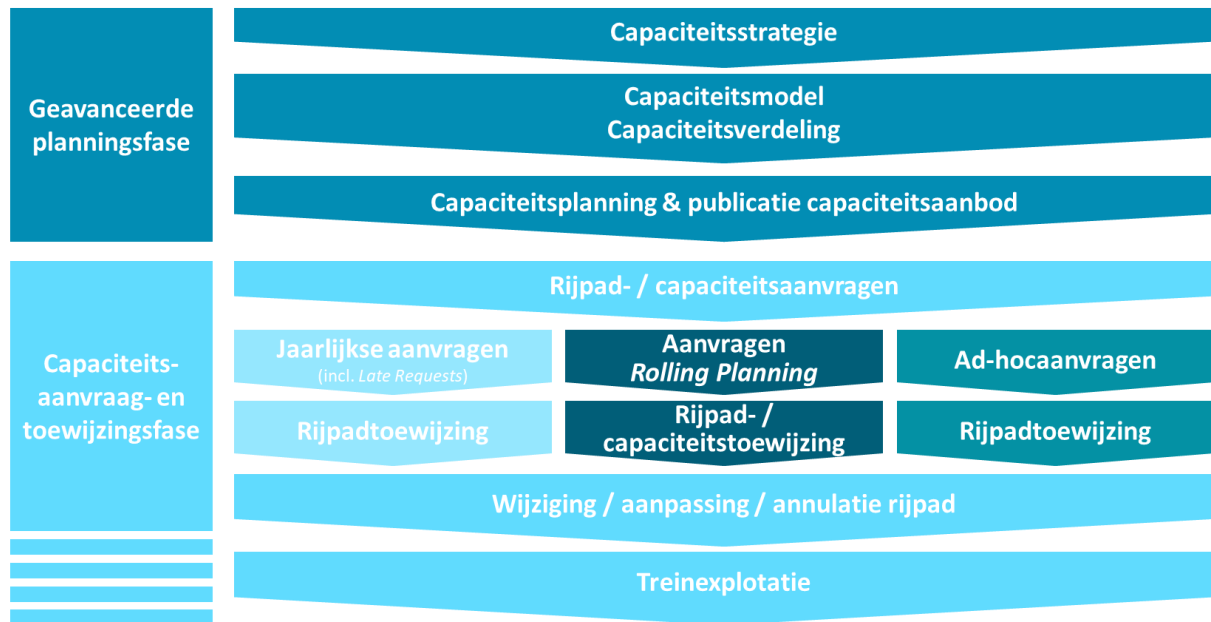 Geavanceerde
planningsfase
Capaciteitsstrategie
Capaciteitsmodel
Capaciteitsverdeling
Capaciteitsplanning & publicatie capaciteitsaanbod
Capaciteits-
aanvraag- en
toewijzingsfase
Rijpad- / capaciteitsaanvragen
Jaarlijkse aanvragen
(incl. Late Requests)
Rijpadtoewijzing
Aanvragen
Rolling Planning
Rijpad- /
capaciteitstoewijzing
Ad-hocaanvragen
Rijpadtoewijzing
Wijziging / aanpassing / annulatie rijpad
Treinexplotatie